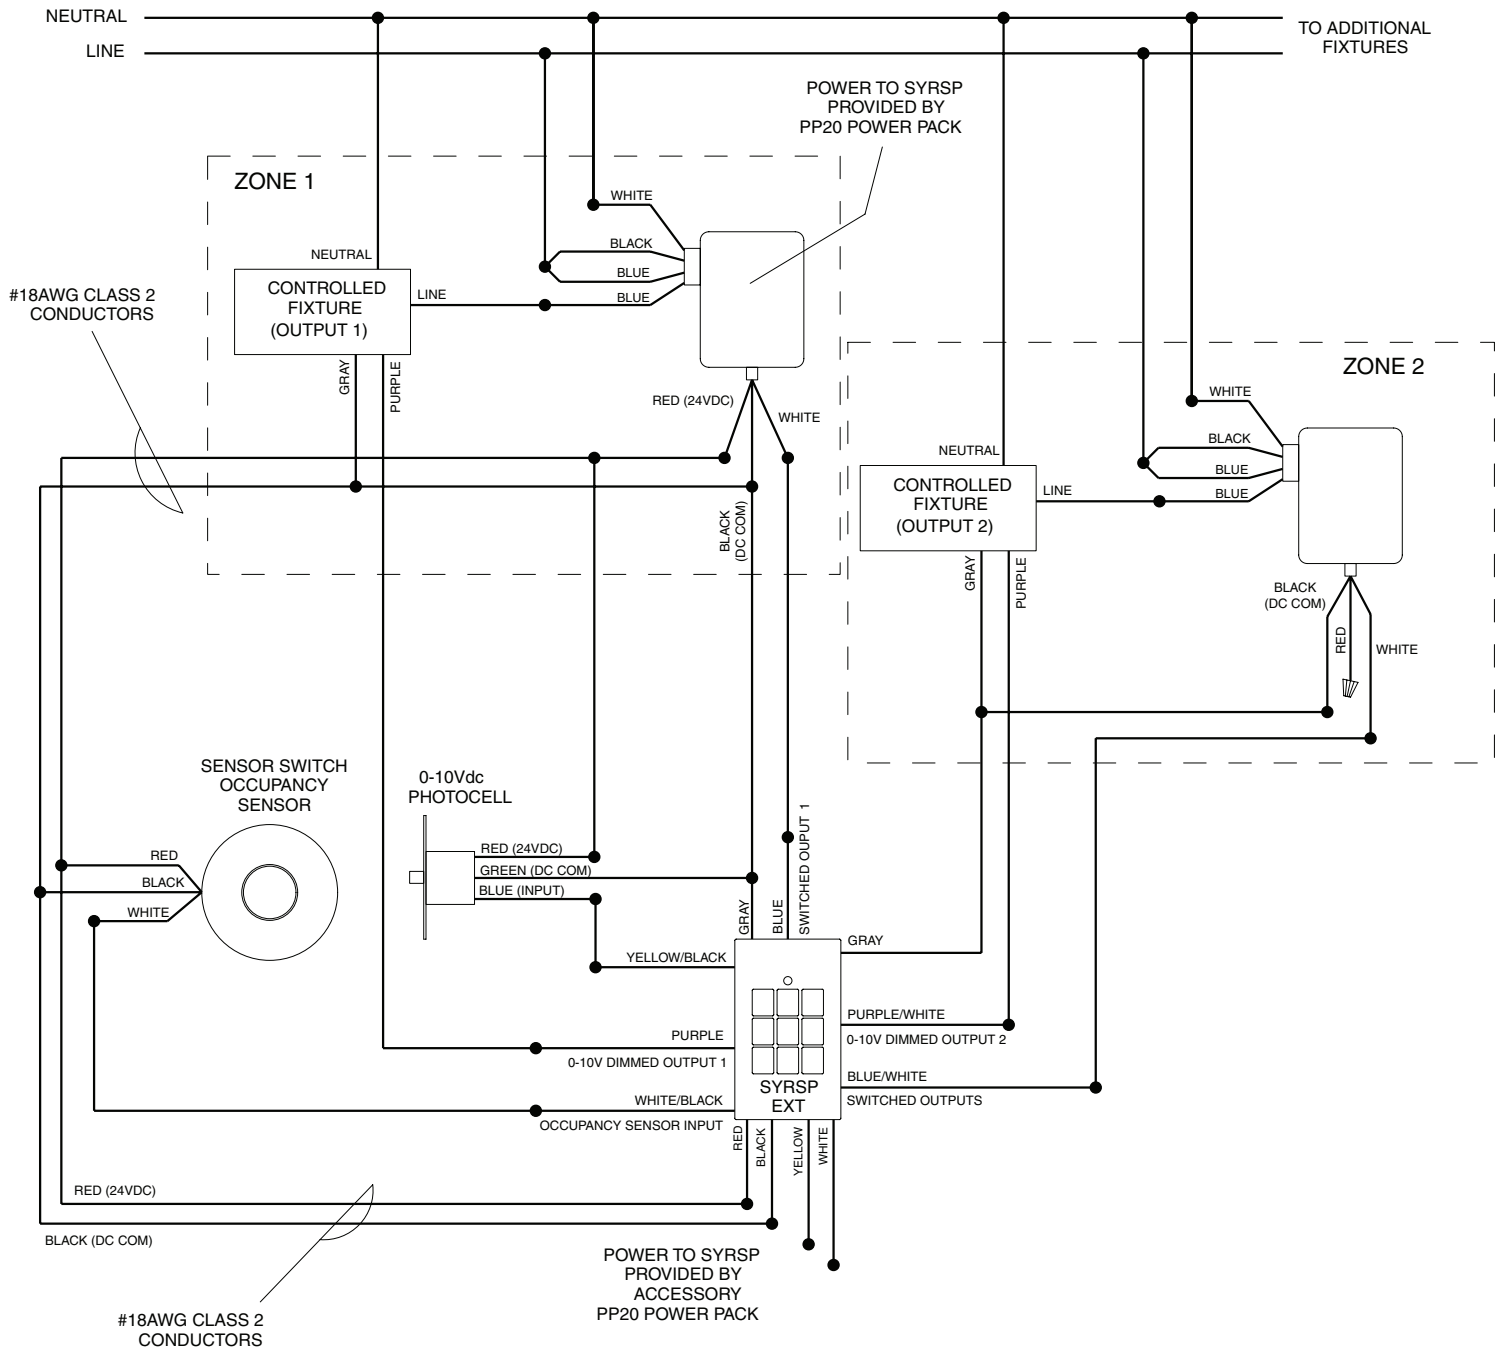 NEUTRAL
LINE
TO ADDITIONAL
FIXTURES
POWER TO SYRSP
PROVIDED BY
PP20 POWER PACK
ZONE 1
WHITE
BLACK
BLUE
BLUE
NEUTRAL
LINE
CONTROLLED
FIXTURE
(OUTPUT 1)
#18AWG CLASS 2
CONDUCTORS
GRAY
PURPLE
RED (24VDC)
WHITE
BLACK
(DC COM)
ZONE 2
WHITE
BLACK
BLUE
BLUE
NEUTRAL
LINE
CONTROLLED
FIXTURE
(OUTPUT 2)
GRAY
PURPLE
BLACK
(DC COM)
RED
WHITE
SENSOR SWITCH
OCCUPANCY
SENSOR
RED
BLACK
WHITE
0-10Vdc
PHOTOCELL
RED (24VDC)
GREEN (DC COM)
BLUE (INPUT)
GRAY
BLUE
SWITCHED OUPUT 1
YELLOW/BLACK
GRAY
PURPLE
0-10V DIMMED OUTPUT 1
PURPLE/WHITE
0-10V DIMMED OUTPUT 2
WHITE/BLACK
OCCUPANCY SENSOR INPUT
BLUE/WHITE
SWITCHED OUTPUTS
SYRSP
EXT
RED
BLACK
YELLOW
WHITE
RED (24VDC)
BLACK (DC COM)
POWER TO SYRSP
PROVIDED BY
ACCESSORY
PP20 POWER PACK
#18AWG CLASS 2
CONDUCTORS